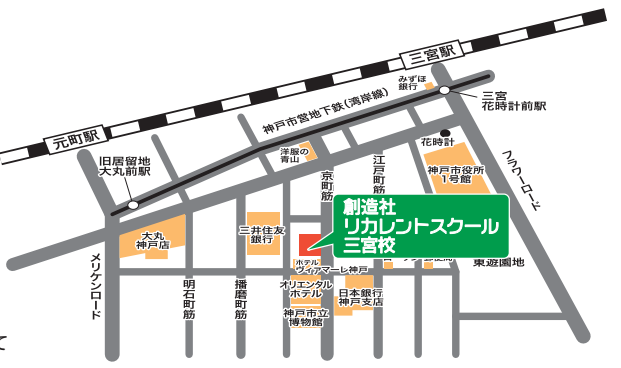 三宮駅
みずほ
銀行
三宮
花時計前駅
神戸市営地下鉄(湾岸線)
元町駅
旧居留地
大丸前駅
洋服の
青山
花時計
神戸市役所
1号館
フラワーロード
京町筋
江戸町筋
創造社
リカレントスクール
三宮校
大丸
神戸店
三井住友
銀行
メリケンロード
明石町筋
播磨町筋
ホテル
ヴィアマーレ神戸
オリエンタル
ホテル
神戸市立
博物館
日本銀行
神戸支店
東遊園地
て